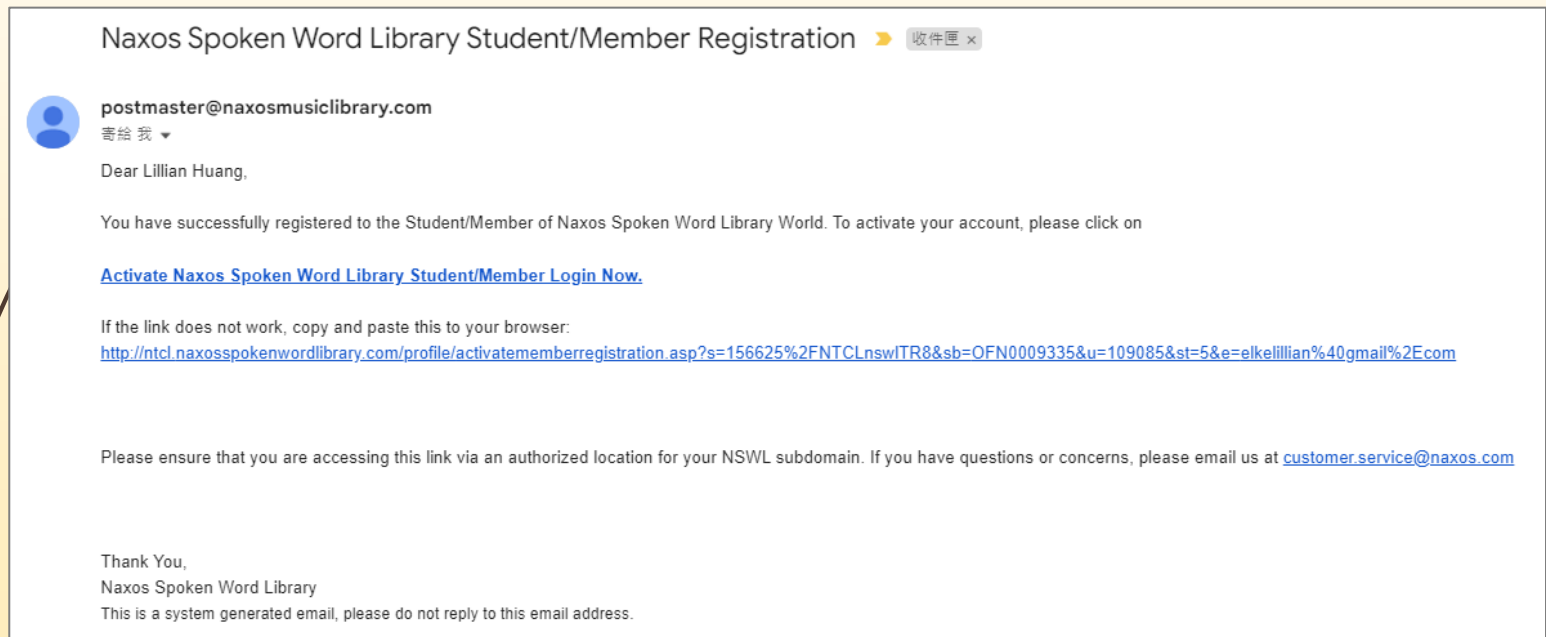 Naxos Spoken Word Library Student/Member Registration 收件匣 ×
postmaster@naxosmusiclibrary.com
寄給 我
Dear Lillian Huang,
You have successfully registered to the Student/Member of Naxos Spoken Word Library World. To activate your account, please click on
Activate Naxos Spoken Word Library Student/Member Login Now.
If the link does not work, copy and paste this to your browser:
http://ntcl.naxosspokenwordlibrary.com/profile/activatememberregistration.asp?s=156625%2FNTCLnswlTR8&sb=OFN0009335&u=109085&st=5&e=elkelillian%40gmail%2Ecom
Please ensure that you are accessing this link via an authorized location for your NSWL subdomain. If you have questions or concerns, please email us at customer.service@naxos.com
Thank You,
Naxos Spoken Word Library
This is a system generated email, please do not reply to this email address.